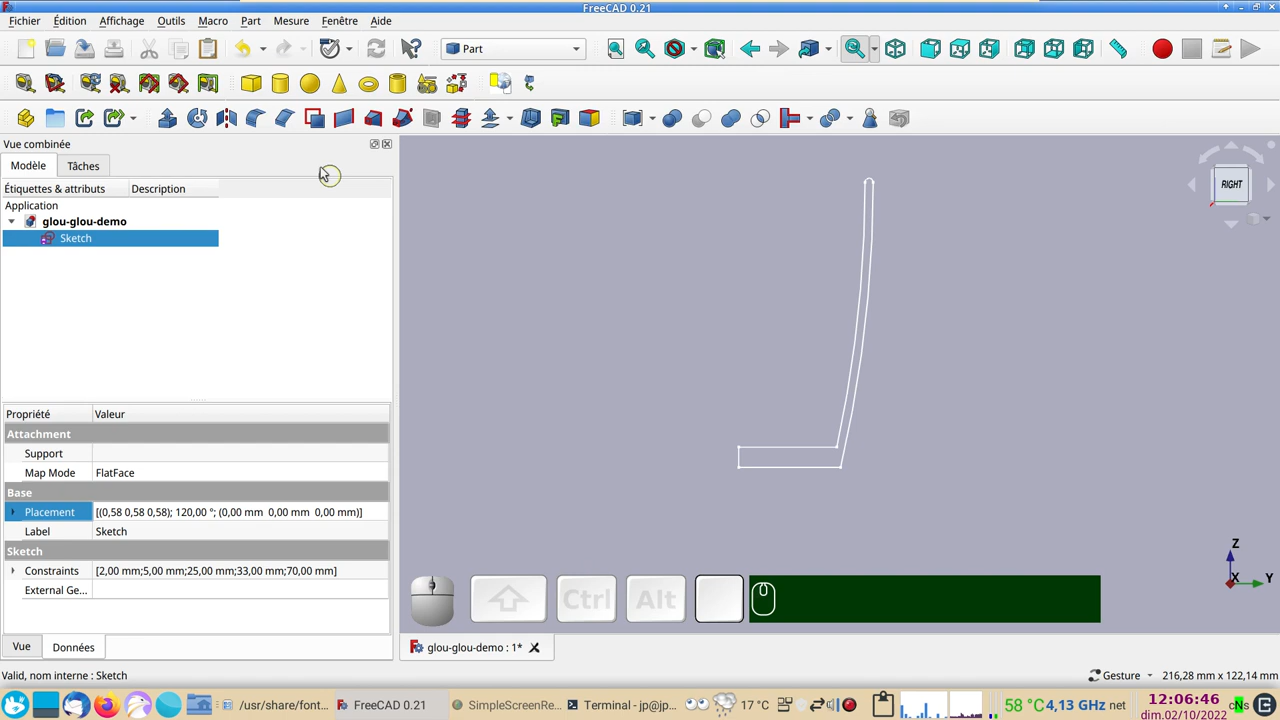 FreeCAD 0.21
Fichier Édition Affichage Outils Macro Part Mesure Fenêtre Aide
Part
Vue combinée
Modèle Tâches
Étiquettes & attributs Description
Application
glou-glou-demo
Sketch
RIGHT
Propriété Valeur
Attachment
Support
Map Mode FlatFace
Base
Placement [(0,58 0,58 0,58); 120,00 °; (0,00 mm 0,00 mm 0,00 mm)]
Label Sketch
Sketch
Constraints [2,00 mm;5,00 mm;25,00 mm;33,00 mm;70,00 mm]
External Ge...
Z
X Y
Ctrl Alt
Vue Données
glou-glou-demo : 1*
Valid, nom interne : Sketch
Gesture 216,28 mm x 122,14 mm
/usr/share/font... FreeCAD 0.21 SimpleScreenRe... Terminal - jp@jp... 17 °C 58 °C 4,13 GHz net 12:06:46
dim.02/10/2022 cNs